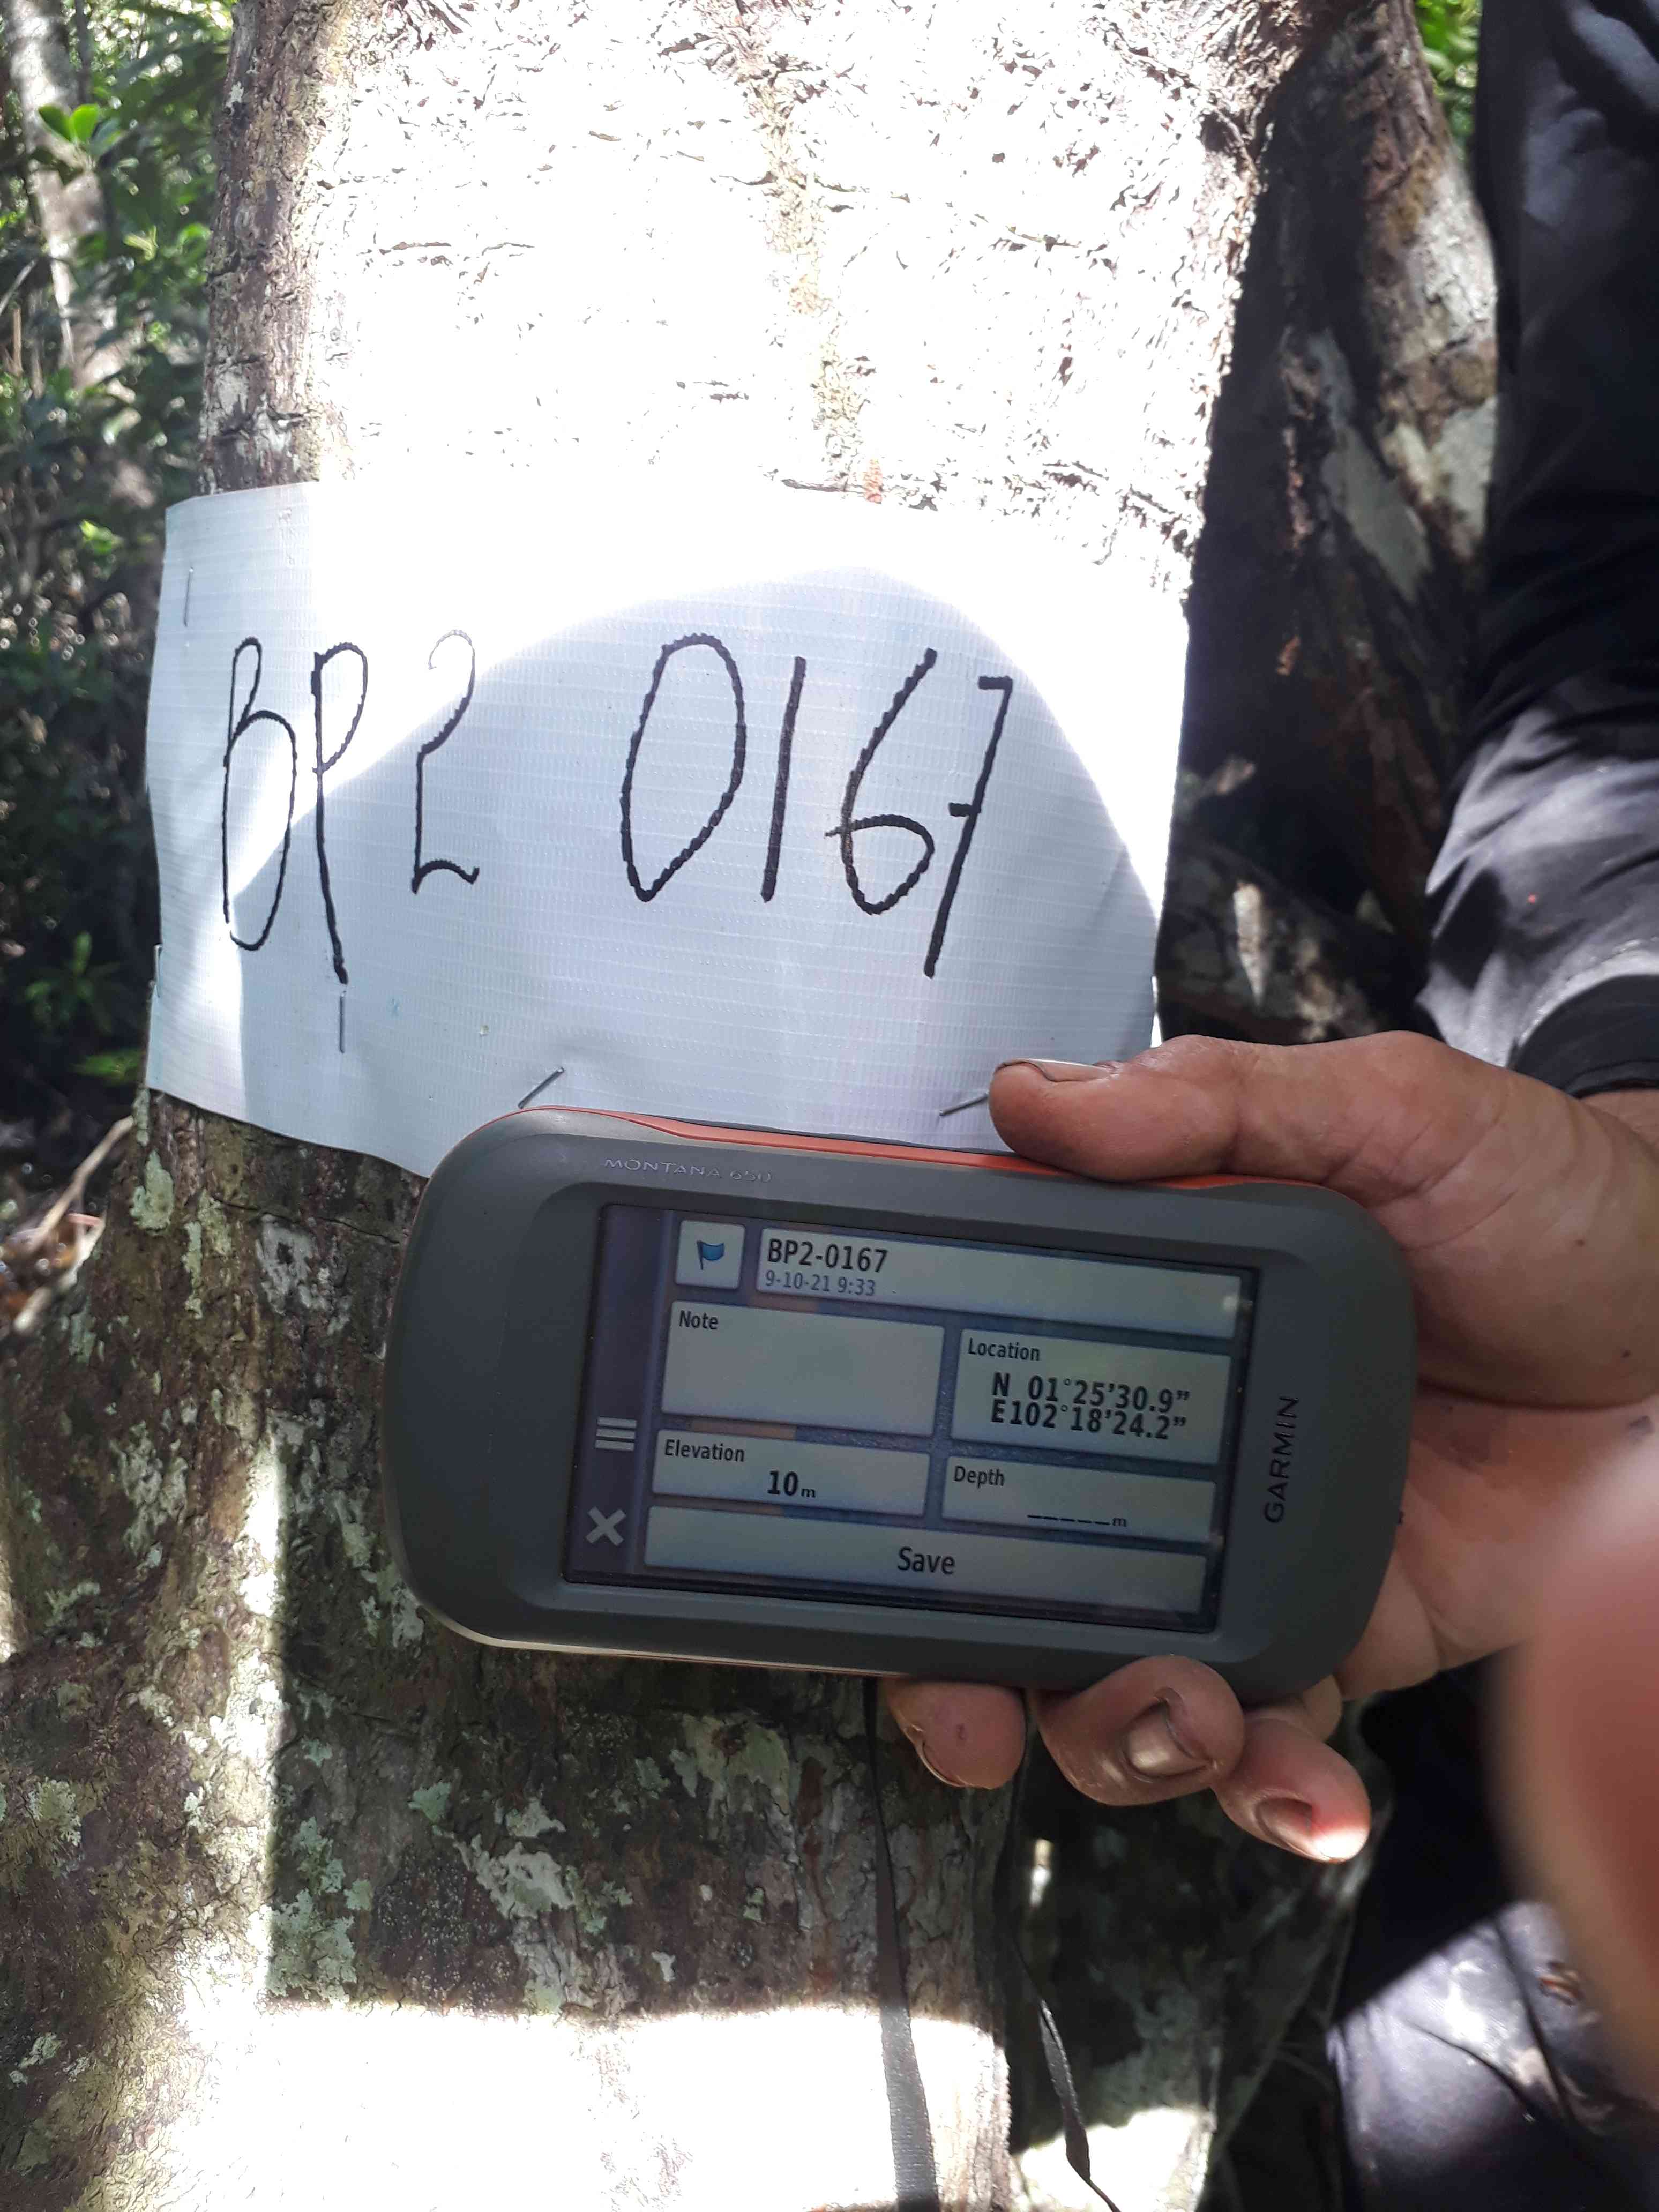 BP2 0167
MONTANA 650
BP2-0167
9-10-21 9:33
Note
Location
N 01°25'30.9"
E102°18'24.2"
Elevation
10m
Depth
_____m
Save
GARMIN